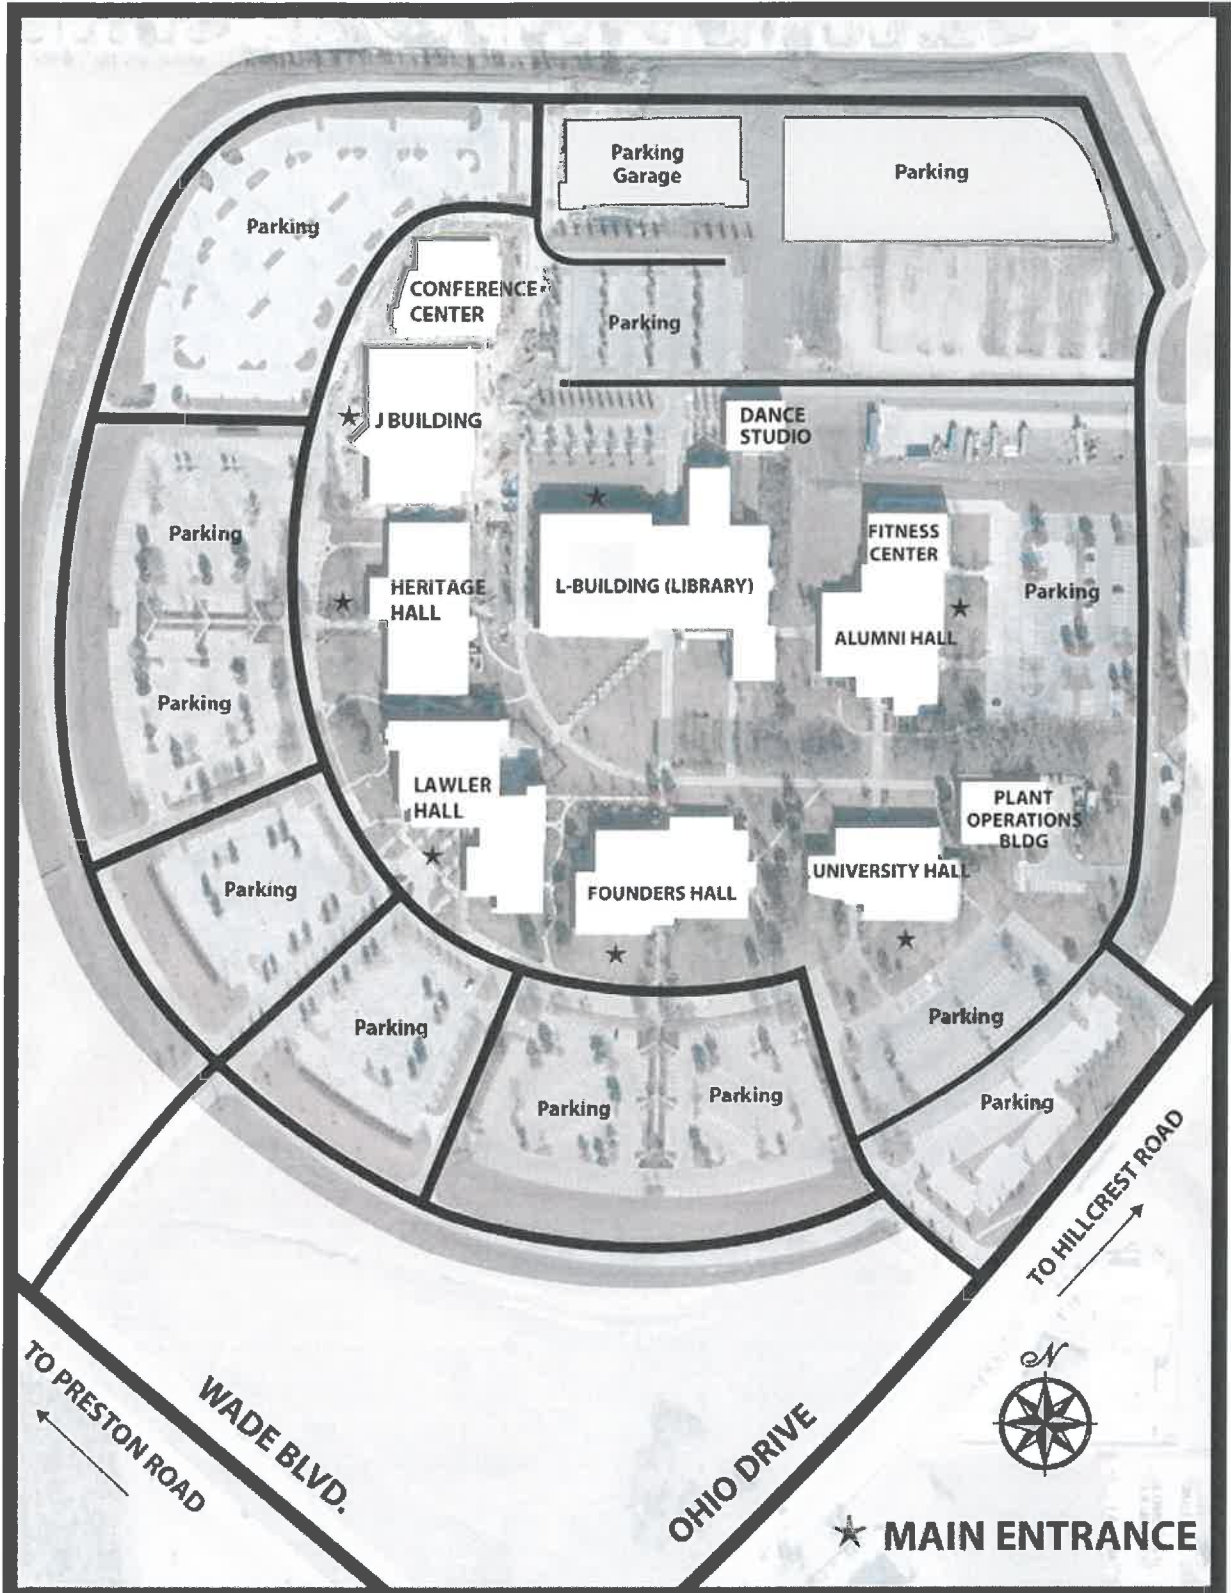 Parking
Garage
Parking
Parking
CONFERENCE
CENTER
Parking
J BUILDING
DANCE
STUDIO
Parking
FITNESS
CENTER
HERITAGE
HALL
L-BUILDING (LIBRARY)
Parking
ALUMNI HALL
Parking
LAWLER
HALL
PLANT
OPERATIONS
BLDG
Parking
FOUNDERS HALL
UNIVERSITY HALL
Parking
Parking
Parking
Parking
Parking
TO HILLCREST ROAD
TO PRESTON ROAD
WADE BLVD.
OHIO DRIVE
N
MAIN ENTRANCE